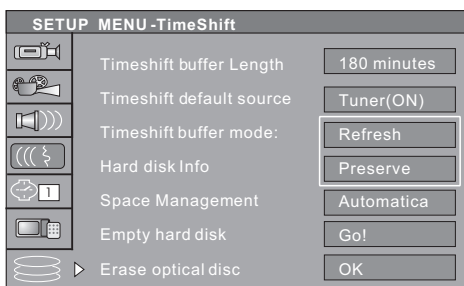 SETUP MENU -TimeShift
Timeshift buffer Length 180 minutes
Timeshift default source Tuner(ON)
Timeshift buffer mode: Refresh
Hard disk Info Preserve
1 Space Management Automatica
Empty hard disk Go!
Erase optical disc OK